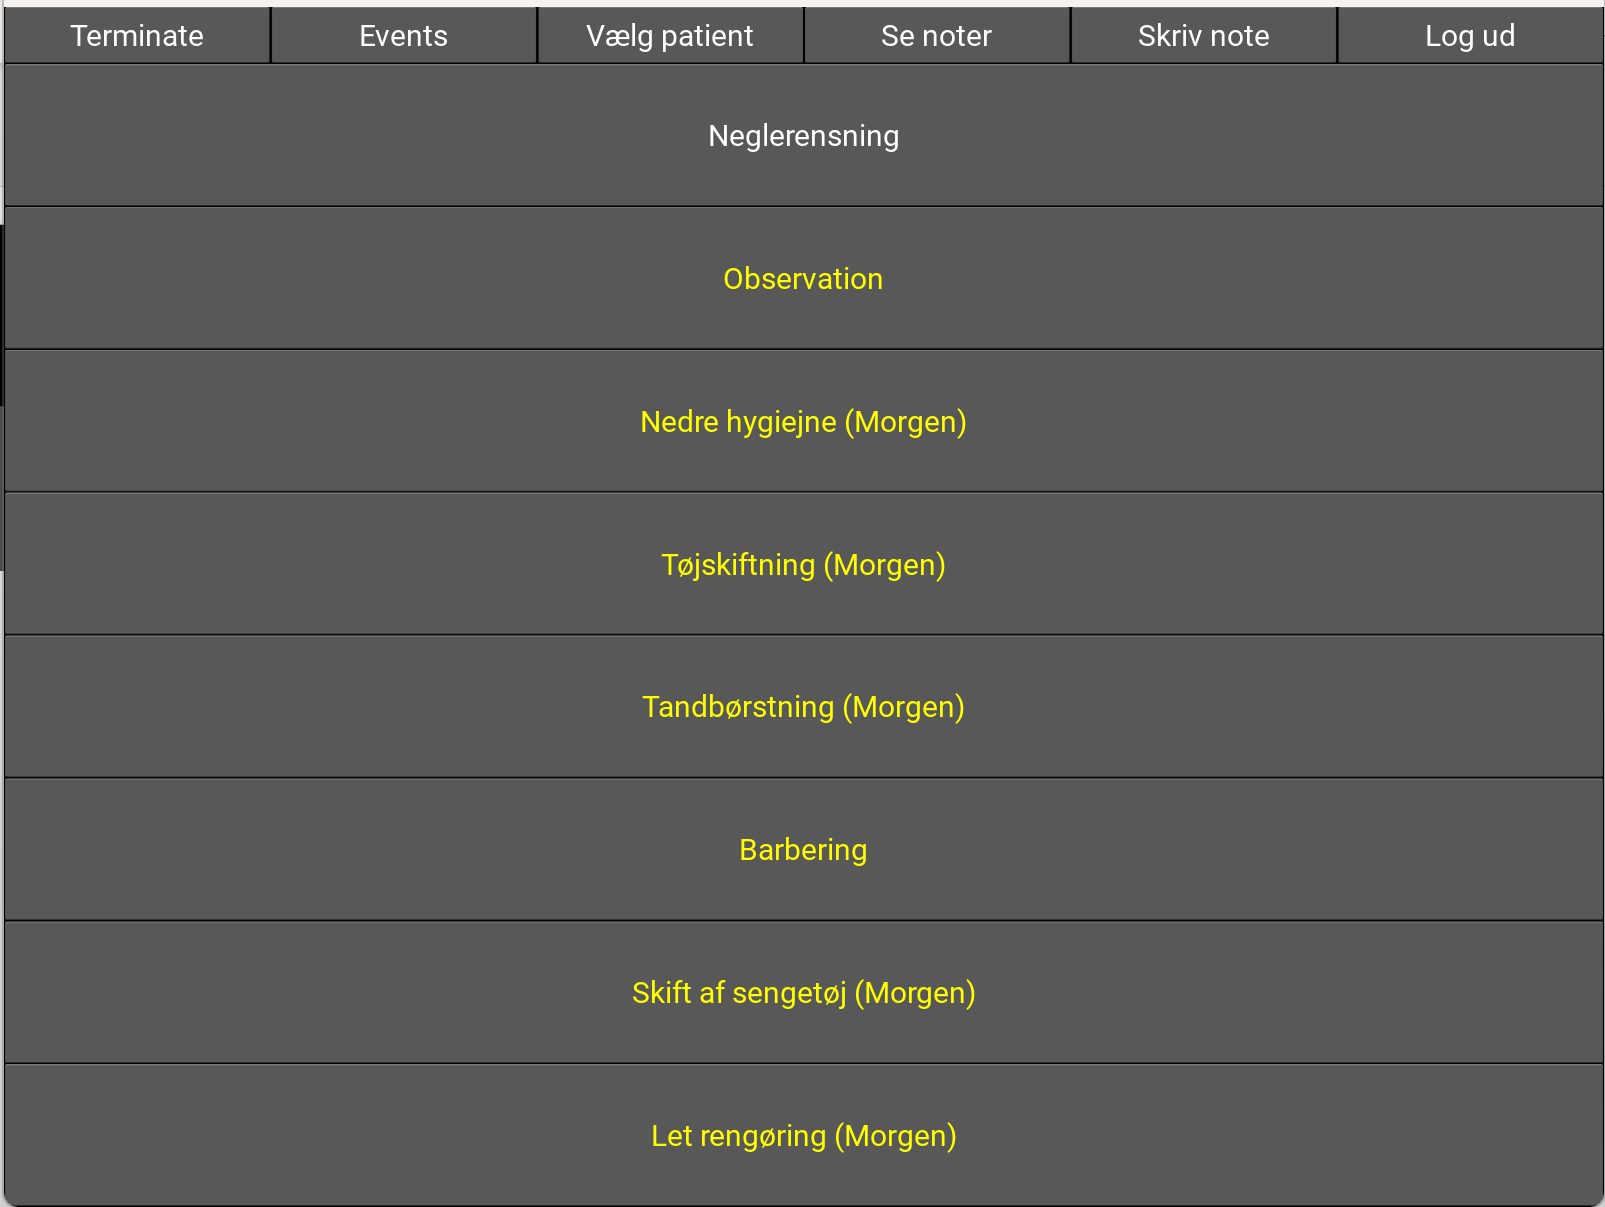 Terminate Events Vælg patient Se noter Skriv note Log ud
Neglerensning
Observation
Nedre hygiejne (Morgen)
Tøjskiftning (Morgen)
Tandbørstning (Morgen)
Barbering
Skift af sengetøj (Morgen)
Let rengøring (Morgen)